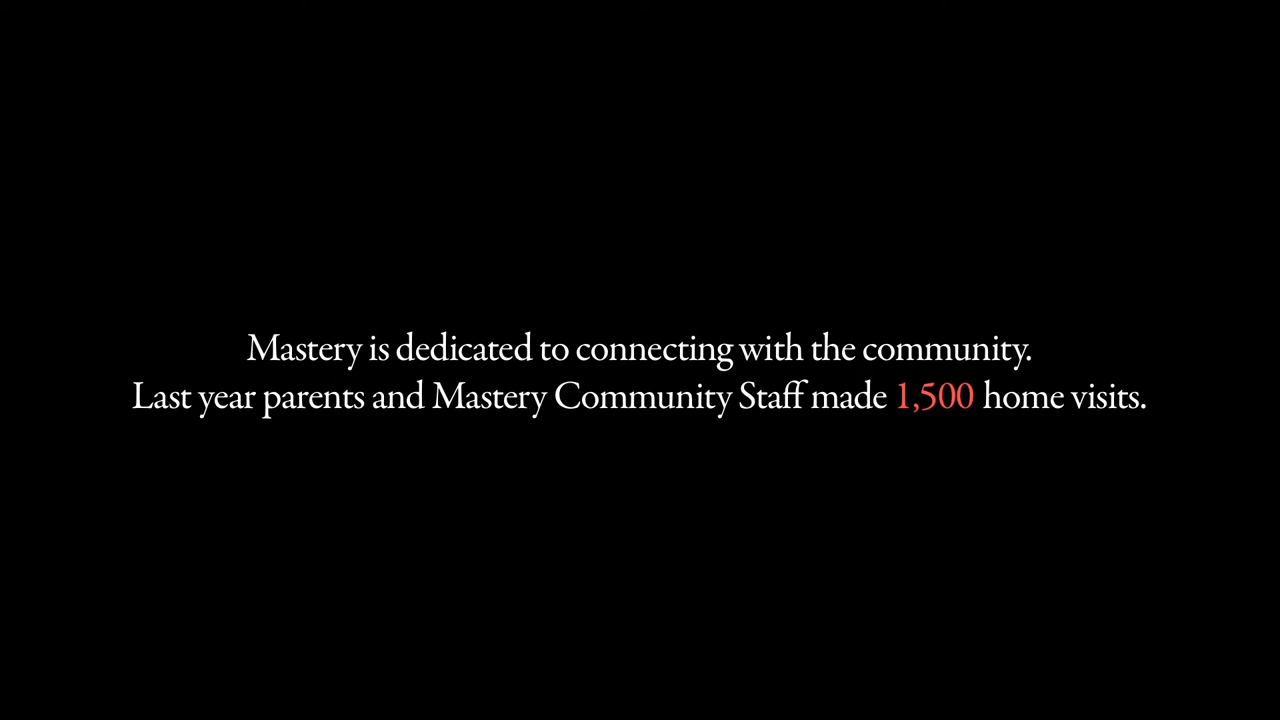 Mastery is dedicated to connecting with the community.
Last year parents and Mastery Community Staff made 1,500 home visits.